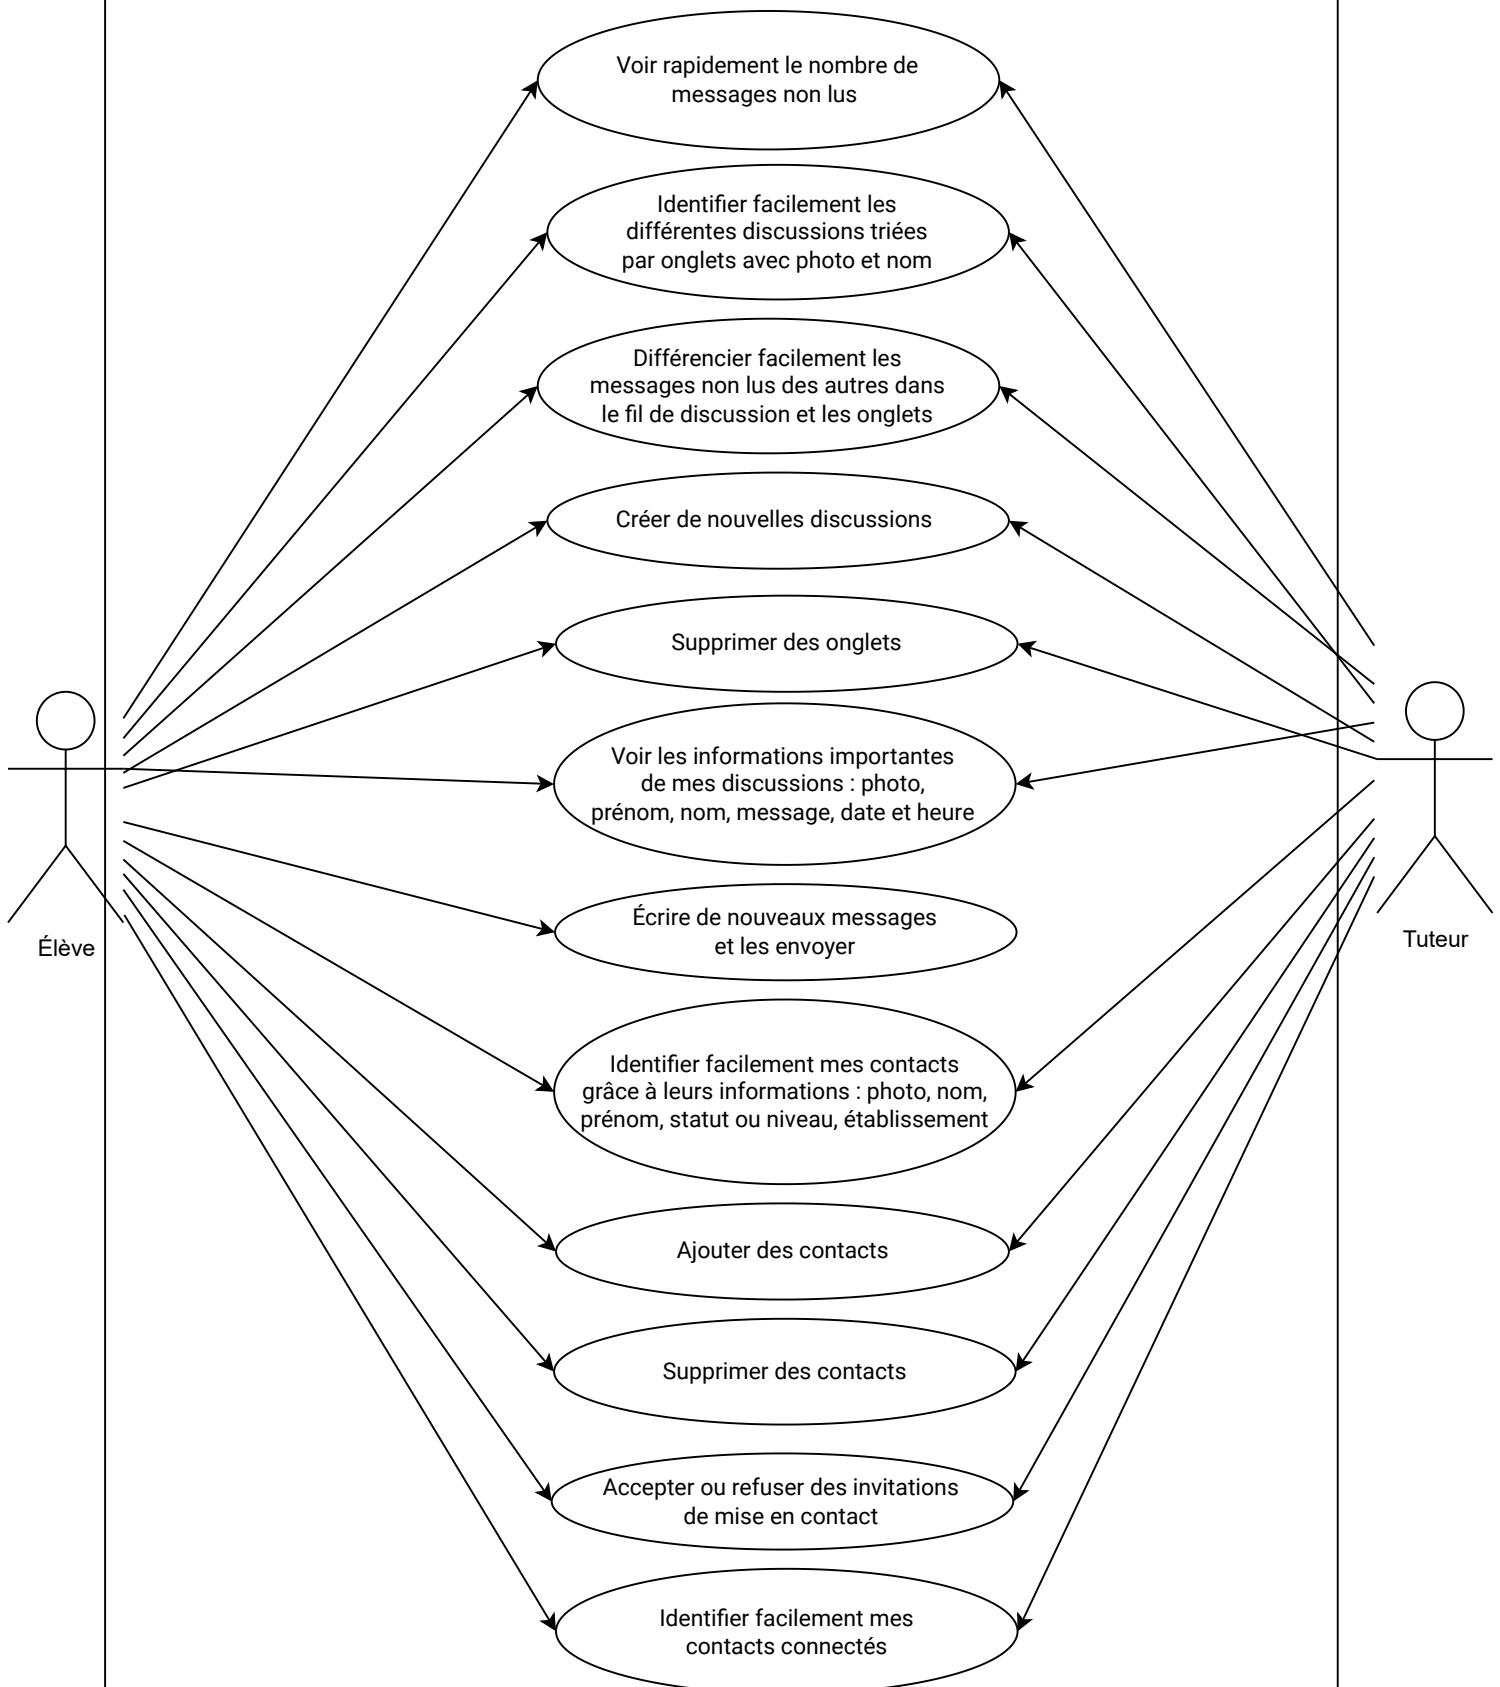 Voir rapidement le nombre de
messages non lus
Identifier facilement les
différentes discussions triées
par onglets avec photo et nom
Différencier facilement les
messages non lus des autres dans
le fil de discussion et les onglets
Créer de nouvelles discussions
Supprimer des onglets
Voir les informations importantes
de mes discussions : photo,
prénom, nom, message, date et heure
Écrire de nouveaux messages
et les envoyer
Élève
Tuteur
Identifier facilement mes contacts
grâce à leurs informations : photo, nom,
prénom, statut ou niveau, établissement
Ajouter des contacts
Supprimer des contacts
Accepter ou refuser des invitations
de mise en contact
Identifier facilement mes
contacts connectés